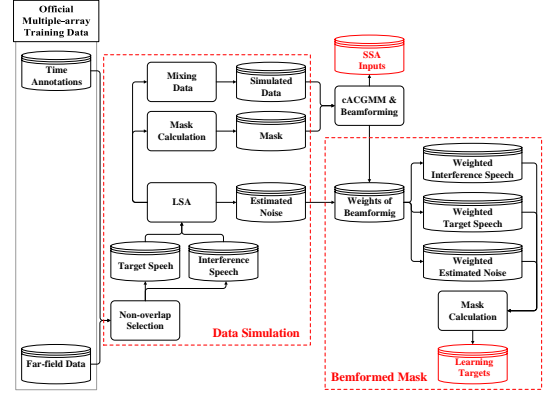 Official
Multiple-array
Training Data
Time
Annotations
Far-field Data
Mixing
Data
Simulated
Data
Mask
Calculation
Mask
LSA
Estimated
Noise
Target Speeh
Interference
Speech
Non-overlap
Selection
Data Simulation
SSA
Inputs
cACGMM &
Beamforming
Weights of
Beamformig
Weighted
Interference Speech
Weighted
Target Speech
Weighted
Estimated Noise
Mask
Calculation
Learning
Targets
Bemformed Mask